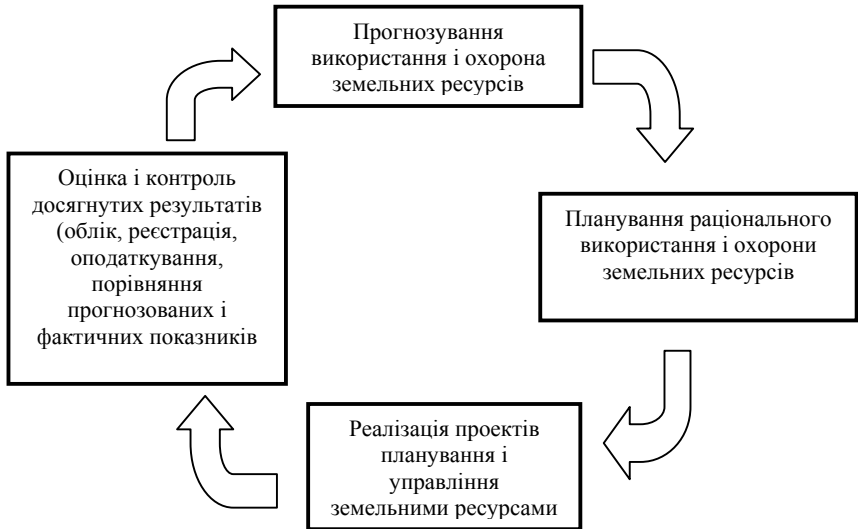 Прогнозування
використання і охорона
земельних ресурсів
Планування раціонального
використання і охорони
земельних ресурсів
Реалізація проектів
планування і
управління
земельними ресурсами
Оцінка і контроль
досягнутих результатів
(облік, реєстрація,
оподаткування,
порівняння
прогнозованих і
фактичних показників